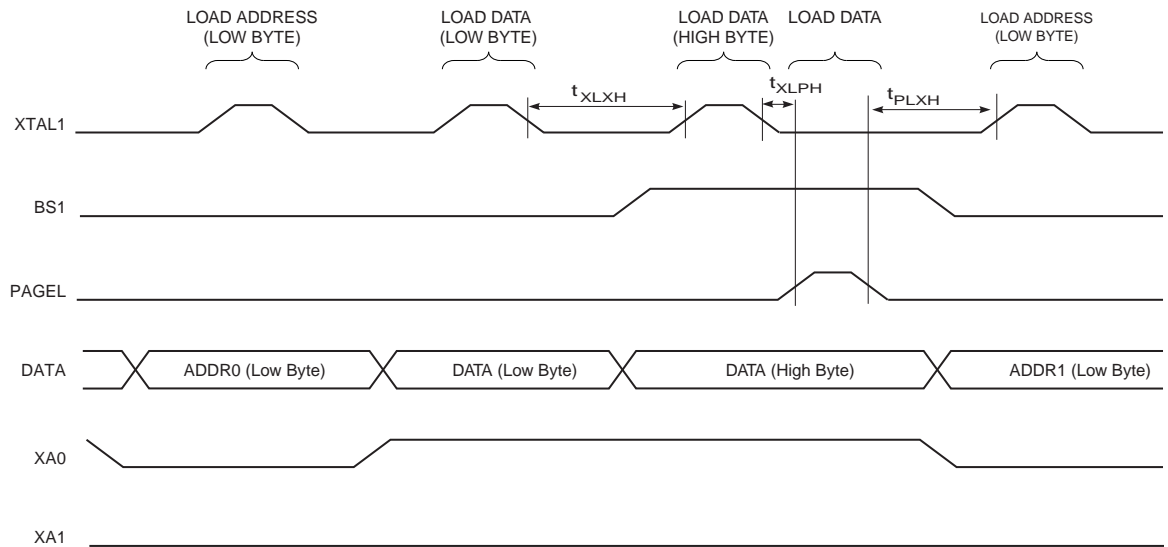 LOAD ADDRESS
(LOW BYTE)
LOAD DATA
(LOW BYTE)
LOAD DATA
(HIGH BYTE)
LOAD DATA
LOAD ADDRESS
(LOW BYTE)
tXLXH
tXLPH
tPLXH
XTAL1
BS1
PAGEL
DATA
ADDR0 (Low Byte)
DATA (Low Byte)
DATA (High Byte)
ADDR1 (Low Byte)
XA0
XA1